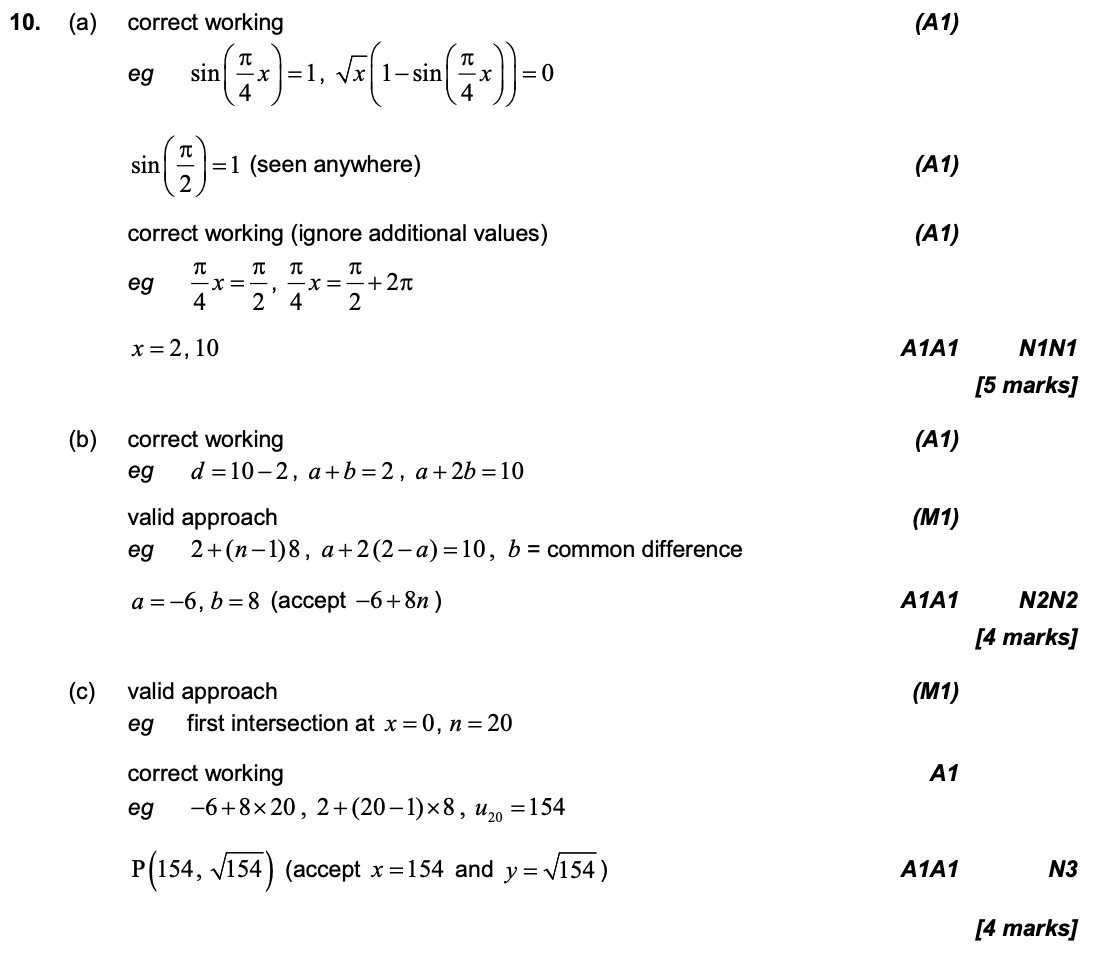 10. (a) correct working (A1)
eg sin(π/4 x) = 1, √x(1 − sin(π/4 x)) = 0
sin(π/2) = 1 (seen anywhere) (A1)
correct working (ignore additional values) (A1)
eg π/4 x = π/2, π/4 x = π/2 + 2π
x = 2, 10 A1A1 N1N1
[5 marks]
(b) correct working (A1)
eg d = 10 − 2, a + b = 2, a + 2b = 10
valid approach (M1)
eg 2 + (n − 1)8, a + 2(2 − a) = 10, b = common difference
a = −6, b = 8 (accept −6 + 8n) A1A1 N2N2
[4 marks]
(c) valid approach (M1)
eg first intersection at x = 0, n = 20
correct working A1
eg −6 + 8 × 20, 2 + (20 − 1) × 8, u₂₀ = 154
P(154, √154) (accept x = 154 and y = √154) A1A1 N3
[4 marks]